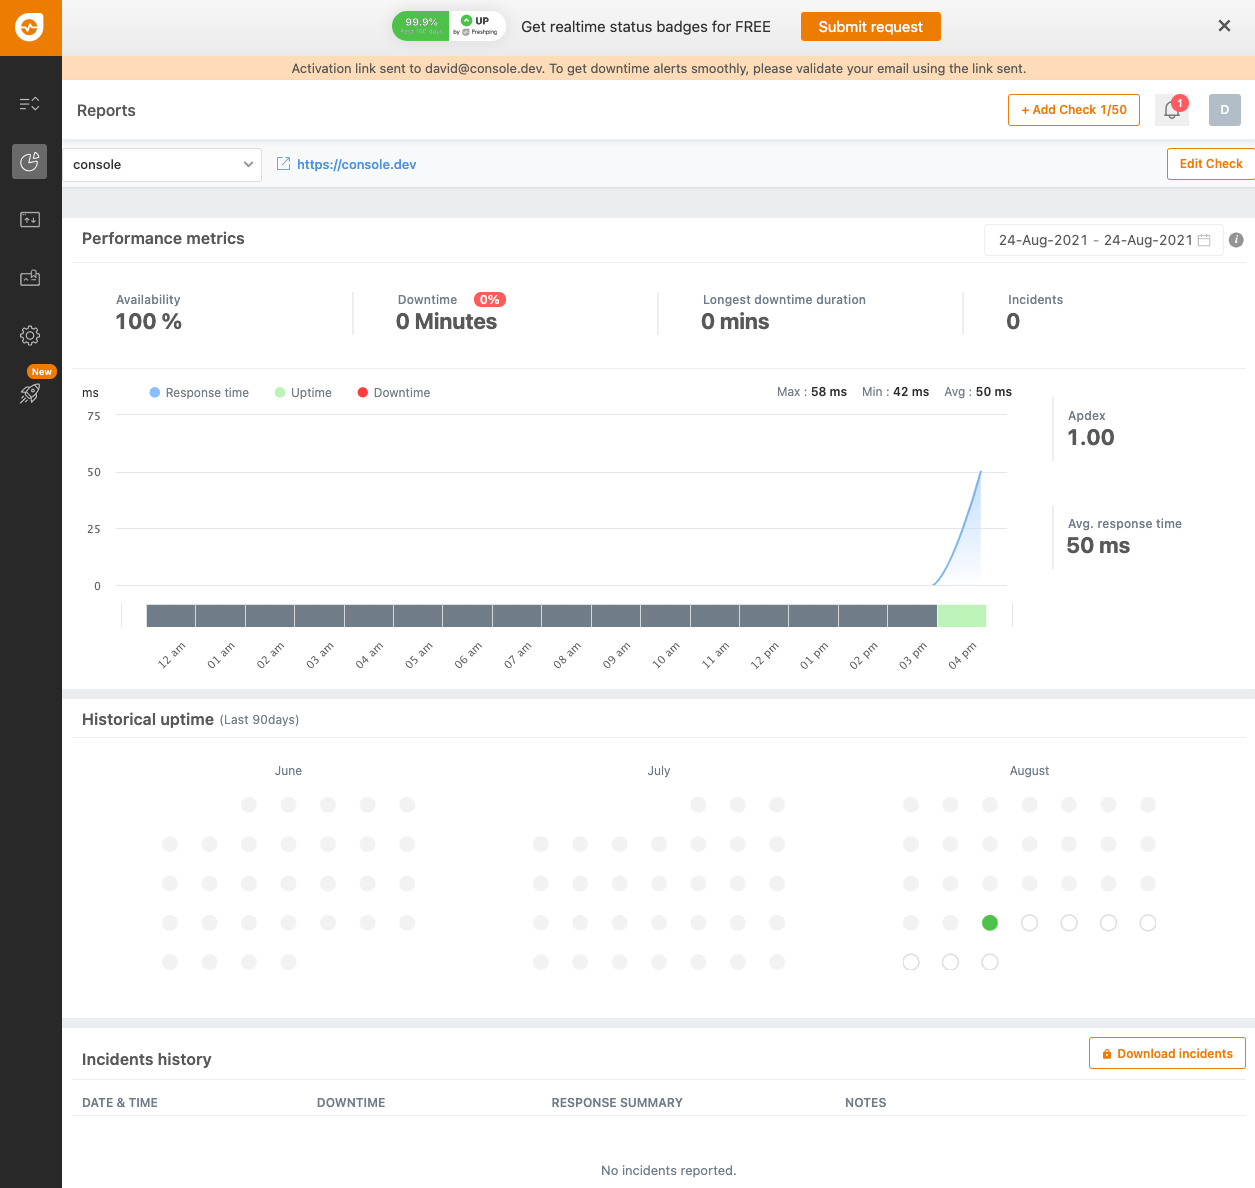 99.9%
UP
by Freshping
Get realtime status badges for FREE
Submit request
Activation link sent to david@console.dev. To get downtime alerts smoothly, please validate your email using the link sent.
Reports
+ Add Check 1/50
1
D
console
https://console.dev
Edit Check
New
Performance metrics
24-Aug-2021 - 24-Aug-2021
i
Availability
100 %
Downtime 0%
0 Minutes
Longest downtime duration
0 mins
Incidents
0
ms
Response time
Uptime
Downtime
Max : 58 ms Min : 42 ms Avg : 50 ms
75
50
25
0
12 am
01 am
02 am
03 am
04 am
05 am
06 am
07 am
08 am
09 am
10 am
11 am
12 pm
01 pm
02 pm
03 pm
04 pm
Apdex
1.00
Avg. response time
50 ms
Historical uptime (Last 90days)
June
July
August
Incidents history
Download incidents
DATE & TIME DOWNTIME RESPONSE SUMMARY NOTES
No incidents reported.